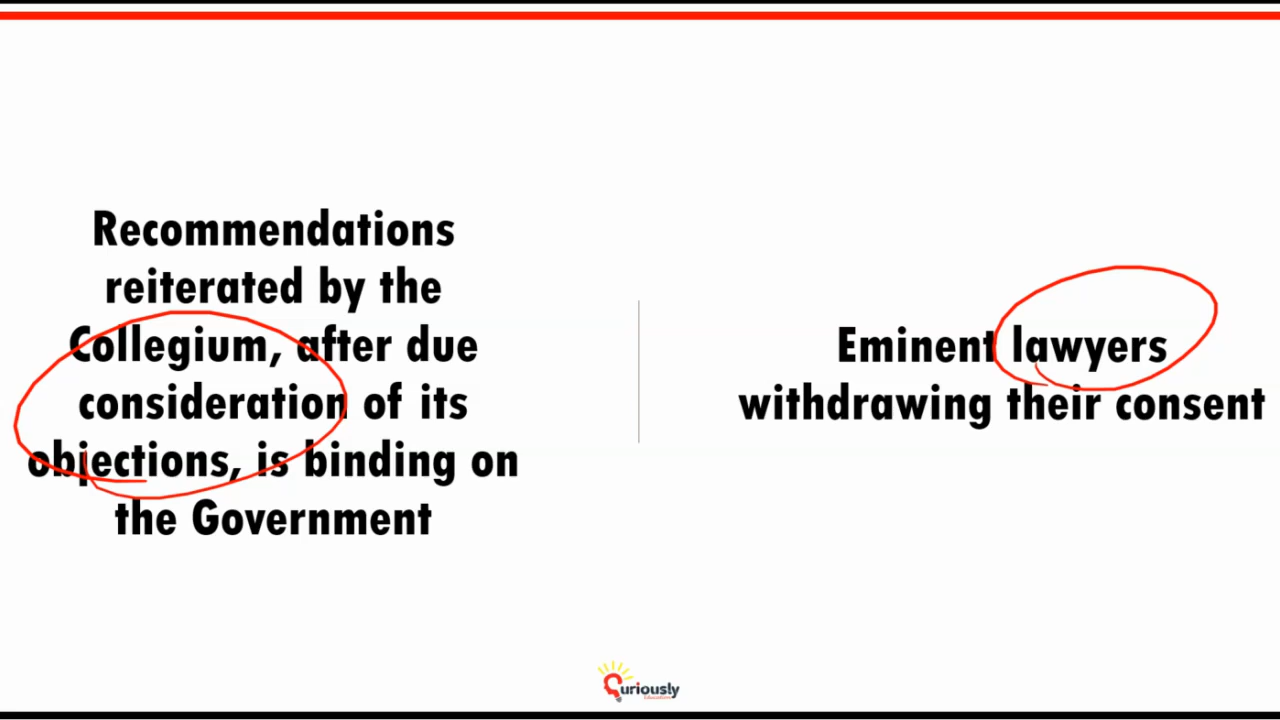 Recommendations
reiterated by the
Collegium, after due
consideration of its
objections, is binding on
the Government
Eminent lawyers
withdrawing their consent
Curiously
Education